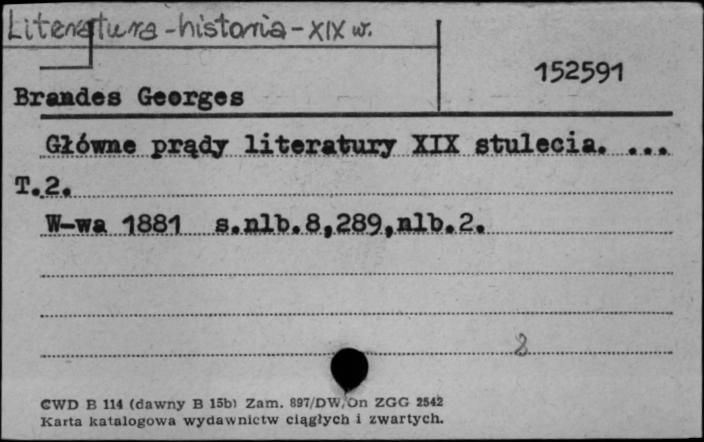 Literatura - historia - XIX w.
152591
Brandes Georges
Główne prądy literatury XIX stulecia. ...
T.2.
W-wa 1881 s.nlb.8,289,nlb.2.
8
CWD B 114 (dawny B 15b) Zam. 897/DW/On ZGG 2542
Karta katalogowa wydawnictw ciągłych i zwartych.